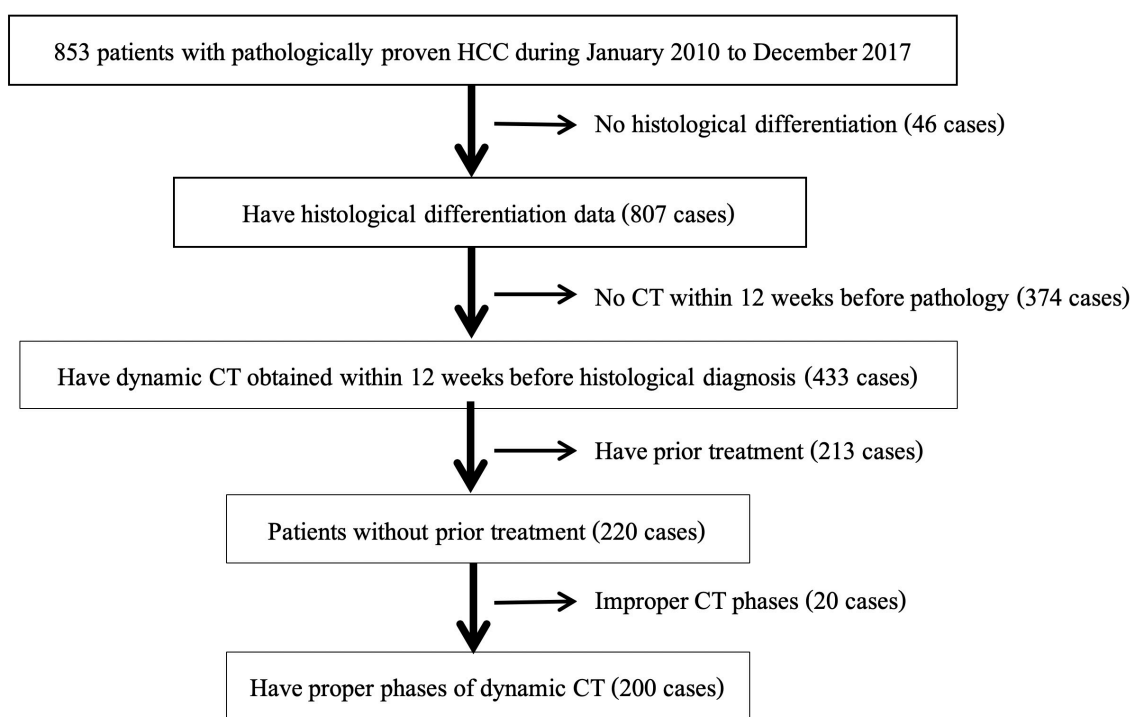 853 patients with pathologically proven HCC during January 2010 to December 2017
No histological differentiation (46 cases)
Have histological differentiation data (807 cases)
No CT within 12 weeks before pathology (374 cases)
Have dynamic CT obtained within 12 weeks before histological diagnosis (433 cases)
Have prior treatment (213 cases)
Patients without prior treatment (220 cases)
Improper CT phases (20 cases)
Have proper phases of dynamic CT (200 cases)